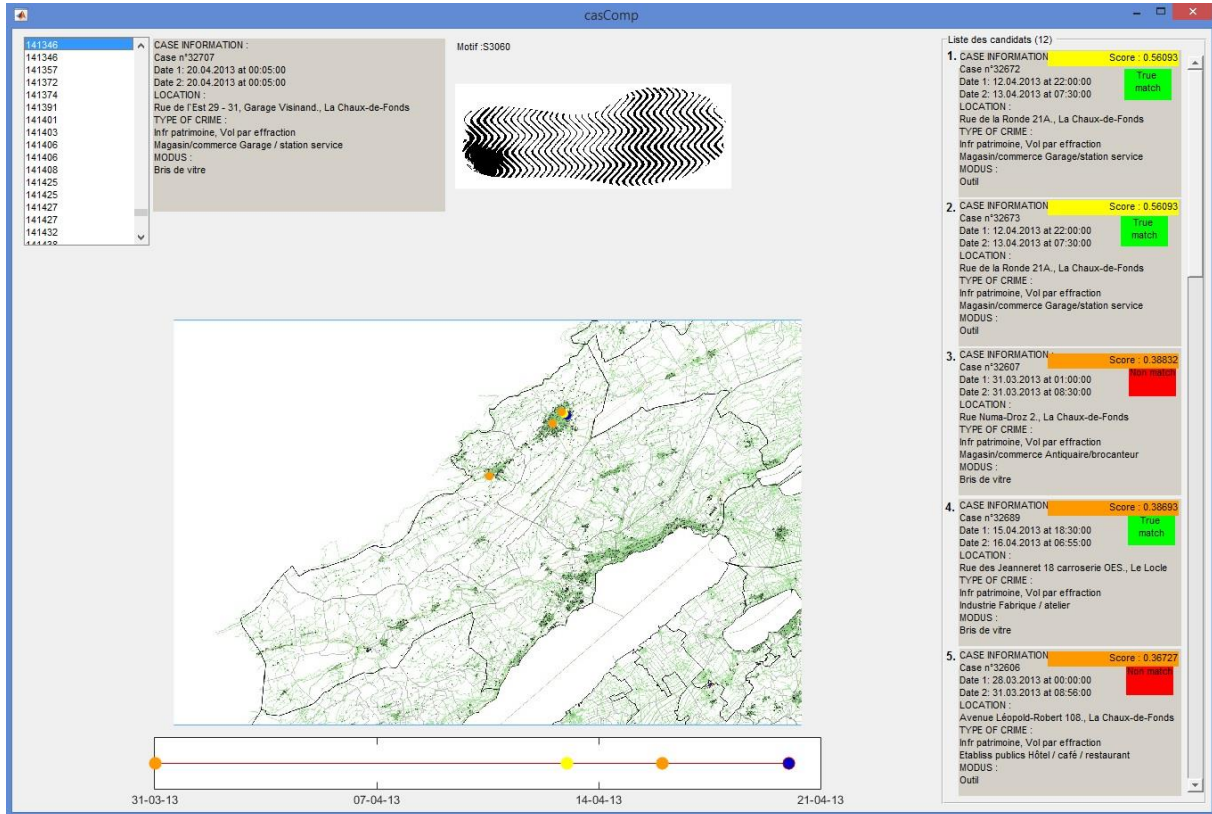 casComp
141346
141346
141357
141372
141374
141391
141401
141403
141406
141406
141408
141425
141425
141427
141427
141432
141438
CASE INFORMATION :
Case n°32707
Date 1: 20.04.2013 at 00:05:00
Date 2: 20.04.2013 at 00:05:00
LOCATION :
Rue de l'Est 29 - 31, Garage Visinand., La Chaux-de-Fonds
TYPE OF CRIME :
Infr patrimoine, Vol par effraction
Magasin/commerce Garage / station service
MODUS :
Bris de vitre
Motif :S3060
Liste des candidats (12)
1. CASE INFORMATION Score : 0.56093
Case n°32672 True match
Date 1: 12.04.2013 at 22:00:00
Date 2: 13.04.2013 at 07:30:00
LOCATION :
Rue de la Ronde 21A., La Chaux-de-Fonds
TYPE OF CRIME :
Infr patrimoine, Vol par effraction
Magasin/commerce Garage/station service
MODUS :
Outil
2. CASE INFORMATION Score : 0.56093
Case n°32673 True match
Date 1: 12.04.2013 at 22:00:00
Date 2: 13.04.2013 at 07:30:00
LOCATION :
Rue de la Ronde 21A., La Chaux-de-Fonds
TYPE OF CRIME :
Infr patrimoine, Vol par effraction
Magasin/commerce Garage/station service
MODUS :
Outil
3. CASE INFORMATION : Score : 0.38832
Case n°32607 Non match
Date 1: 31.03.2013 at 01:00:00
Date 2: 31.03.2013 at 08:30:00
LOCATION :
Rue Numa-Droz 2., La Chaux-de-Fonds
TYPE OF CRIME :
Infr patrimoine, Vol par effraction
Magasin/commerce Antiquaire/brocanteur
MODUS :
Bris de vitre
4. CASE INFORMATION Score : 0.38693
Case n°32689 True match
Date 1: 15.04.2013 at 18:30:00
Date 2: 16.04.2013 at 06:55:00
LOCATION :
Rue des Jeanneret 18 carroserie OES., Le Locle
TYPE OF CRIME :
Infr patrimoine, Vol par effraction
Industrie Fabrique / atelier
MODUS :
Bris de vitre
5. CASE INFORMATION Score : 0.36727
Case n°32606 Non match
Date 1: 28.03.2013 at 00:00:00
Date 2: 31.03.2013 at 08:56:00
LOCATION :
Avenue Léopold-Robert 108., La Chaux-de-Fonds
TYPE OF CRIME :
Infr patrimoine, Vol par effraction
Etabliss publics Hôtel / café / restaurant
MODUS :
Outil
31-03-13 07-04-13 14-04-13 21-04-13